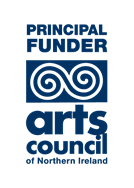 PRINCIPAL
FUNDER
arts
council
of Northern Ireland